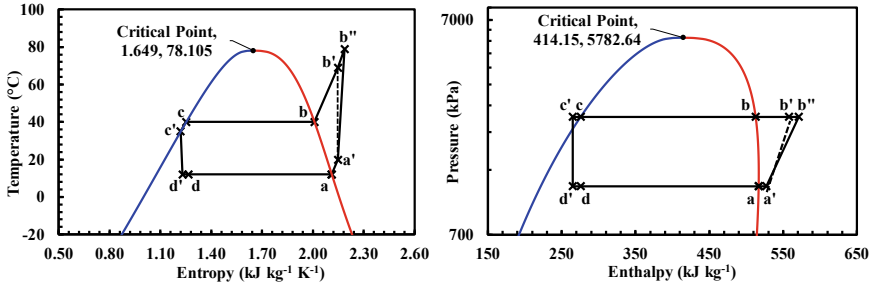 100
80
60
40
20
0
-20
Temperature (°C)
Critical Point,
1.649, 78.105
b"
b'
c
b
c'
a'
d'
d
a
0.50 0.80 1.10 1.40 1.70 2.00 2.30 2.60
Entropy (kJ kg⁻¹ K⁻¹)
7000
700
Pressure (kPa)
Critical Point,
414.15, 5782.64
c' c
b
b' b"
d' d
a a'
150 250 350 450 550 650
Enthalpy (kJ kg⁻¹)